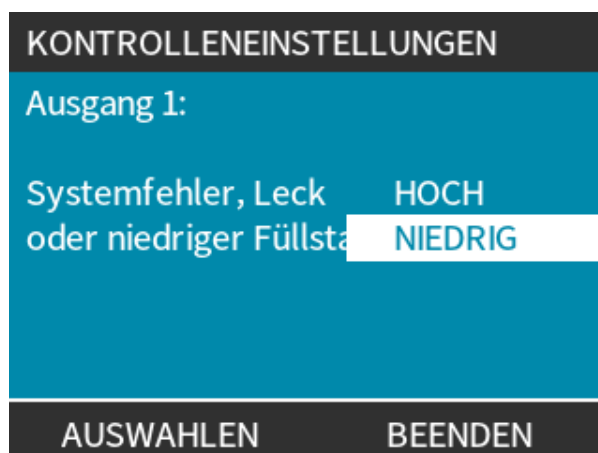 KONTROLLENEINSTELLUNGEN
Ausgang 1:
Systemfehler, Leck HOCH
oder niedriger Füllsta NIEDRIG
AUSWAHLEN BEENDEN